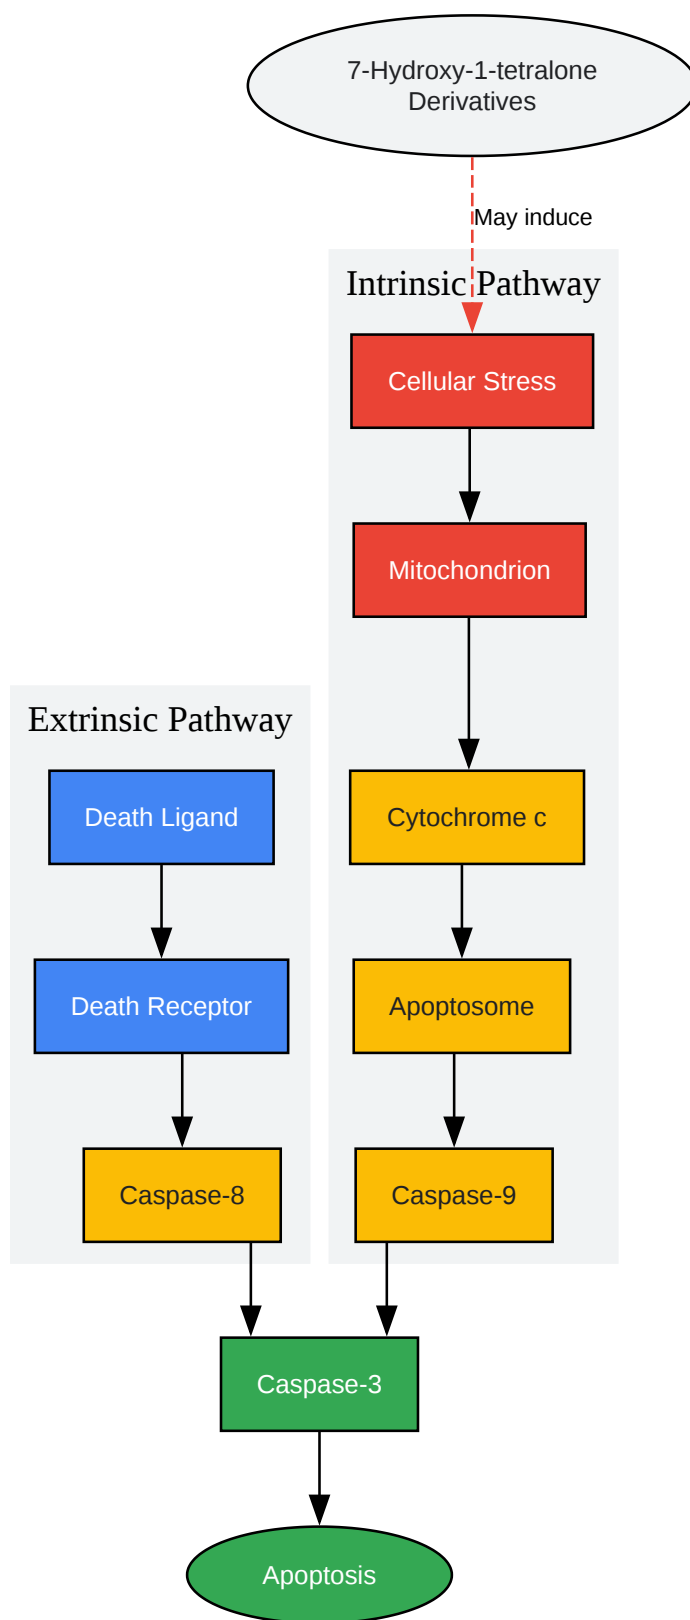 7-Hydroxy-1-tetralone
Derivatives
May induce
Intrinsic Pathway
Cellular Stress
Mitochondrion
Extrinsic Pathway
Death Ligand
Cytochrome c
Death Receptor
Apoptosome
Caspase-8
Caspase-9
Caspase-3
Apoptosis